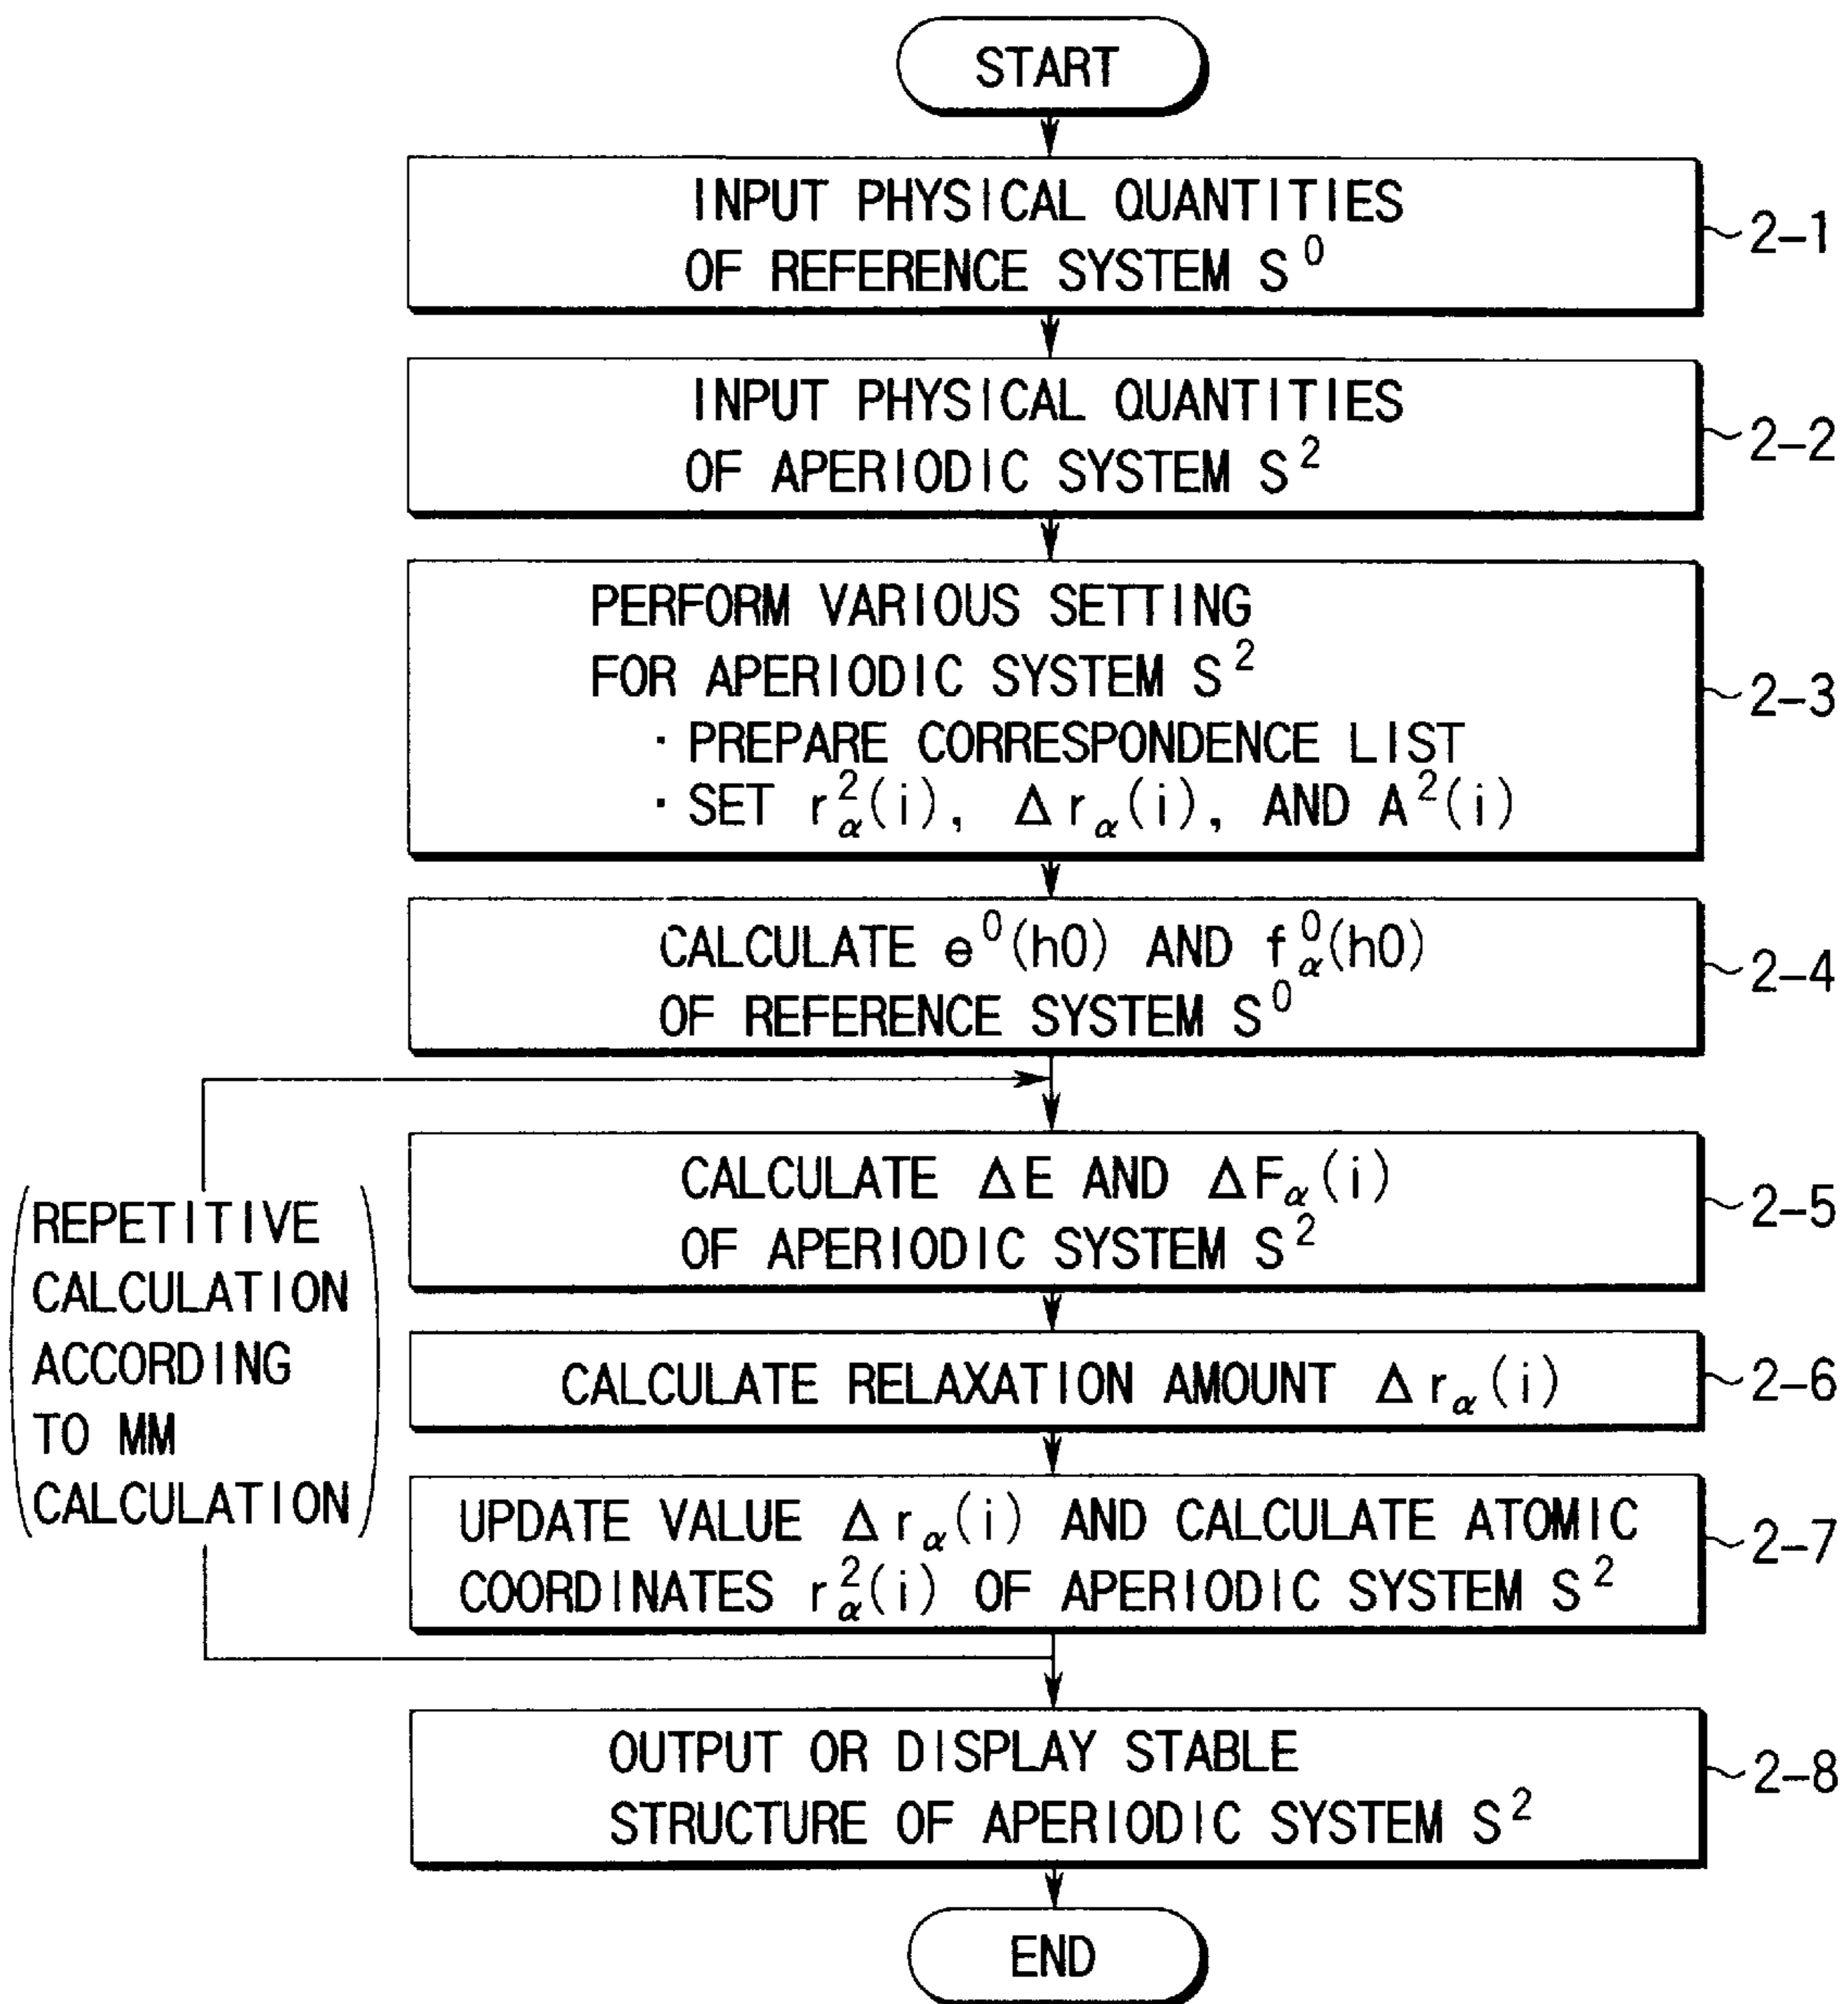 START
INPUT PHYSICAL QUANTITIES
OF REFERENCE SYSTEM S⁰
2-1
INPUT PHYSICAL QUANTITIES
OF APERIODIC SYSTEM S²
2-2
PERFORM VARIOUS SETTING
FOR APERIODIC SYSTEM S²
· PREPARE CORRESPONDENCE LIST
· SET r²α(i), Δrα(i), AND A²(i)
2-3
CALCULATE e⁰(h0) AND f⁰α(h0)
OF REFERENCE SYSTEM S⁰
2-4
CALCULATE ΔE AND ΔFα(i)
OF APERIODIC SYSTEM S²
2-5
REPETITIVE
CALCULATION
ACCORDING
TO MM
CALCULATION
CALCULATE RELAXATION AMOUNT Δrα(i)
2-6
UPDATE VALUE Δrα(i) AND CALCULATE ATOMIC
COORDINATES r²α(i) OF APERIODIC SYSTEM S²
2-7
OUTPUT OR DISPLAY STABLE
STRUCTURE OF APERIODIC SYSTEM S²
2-8
END